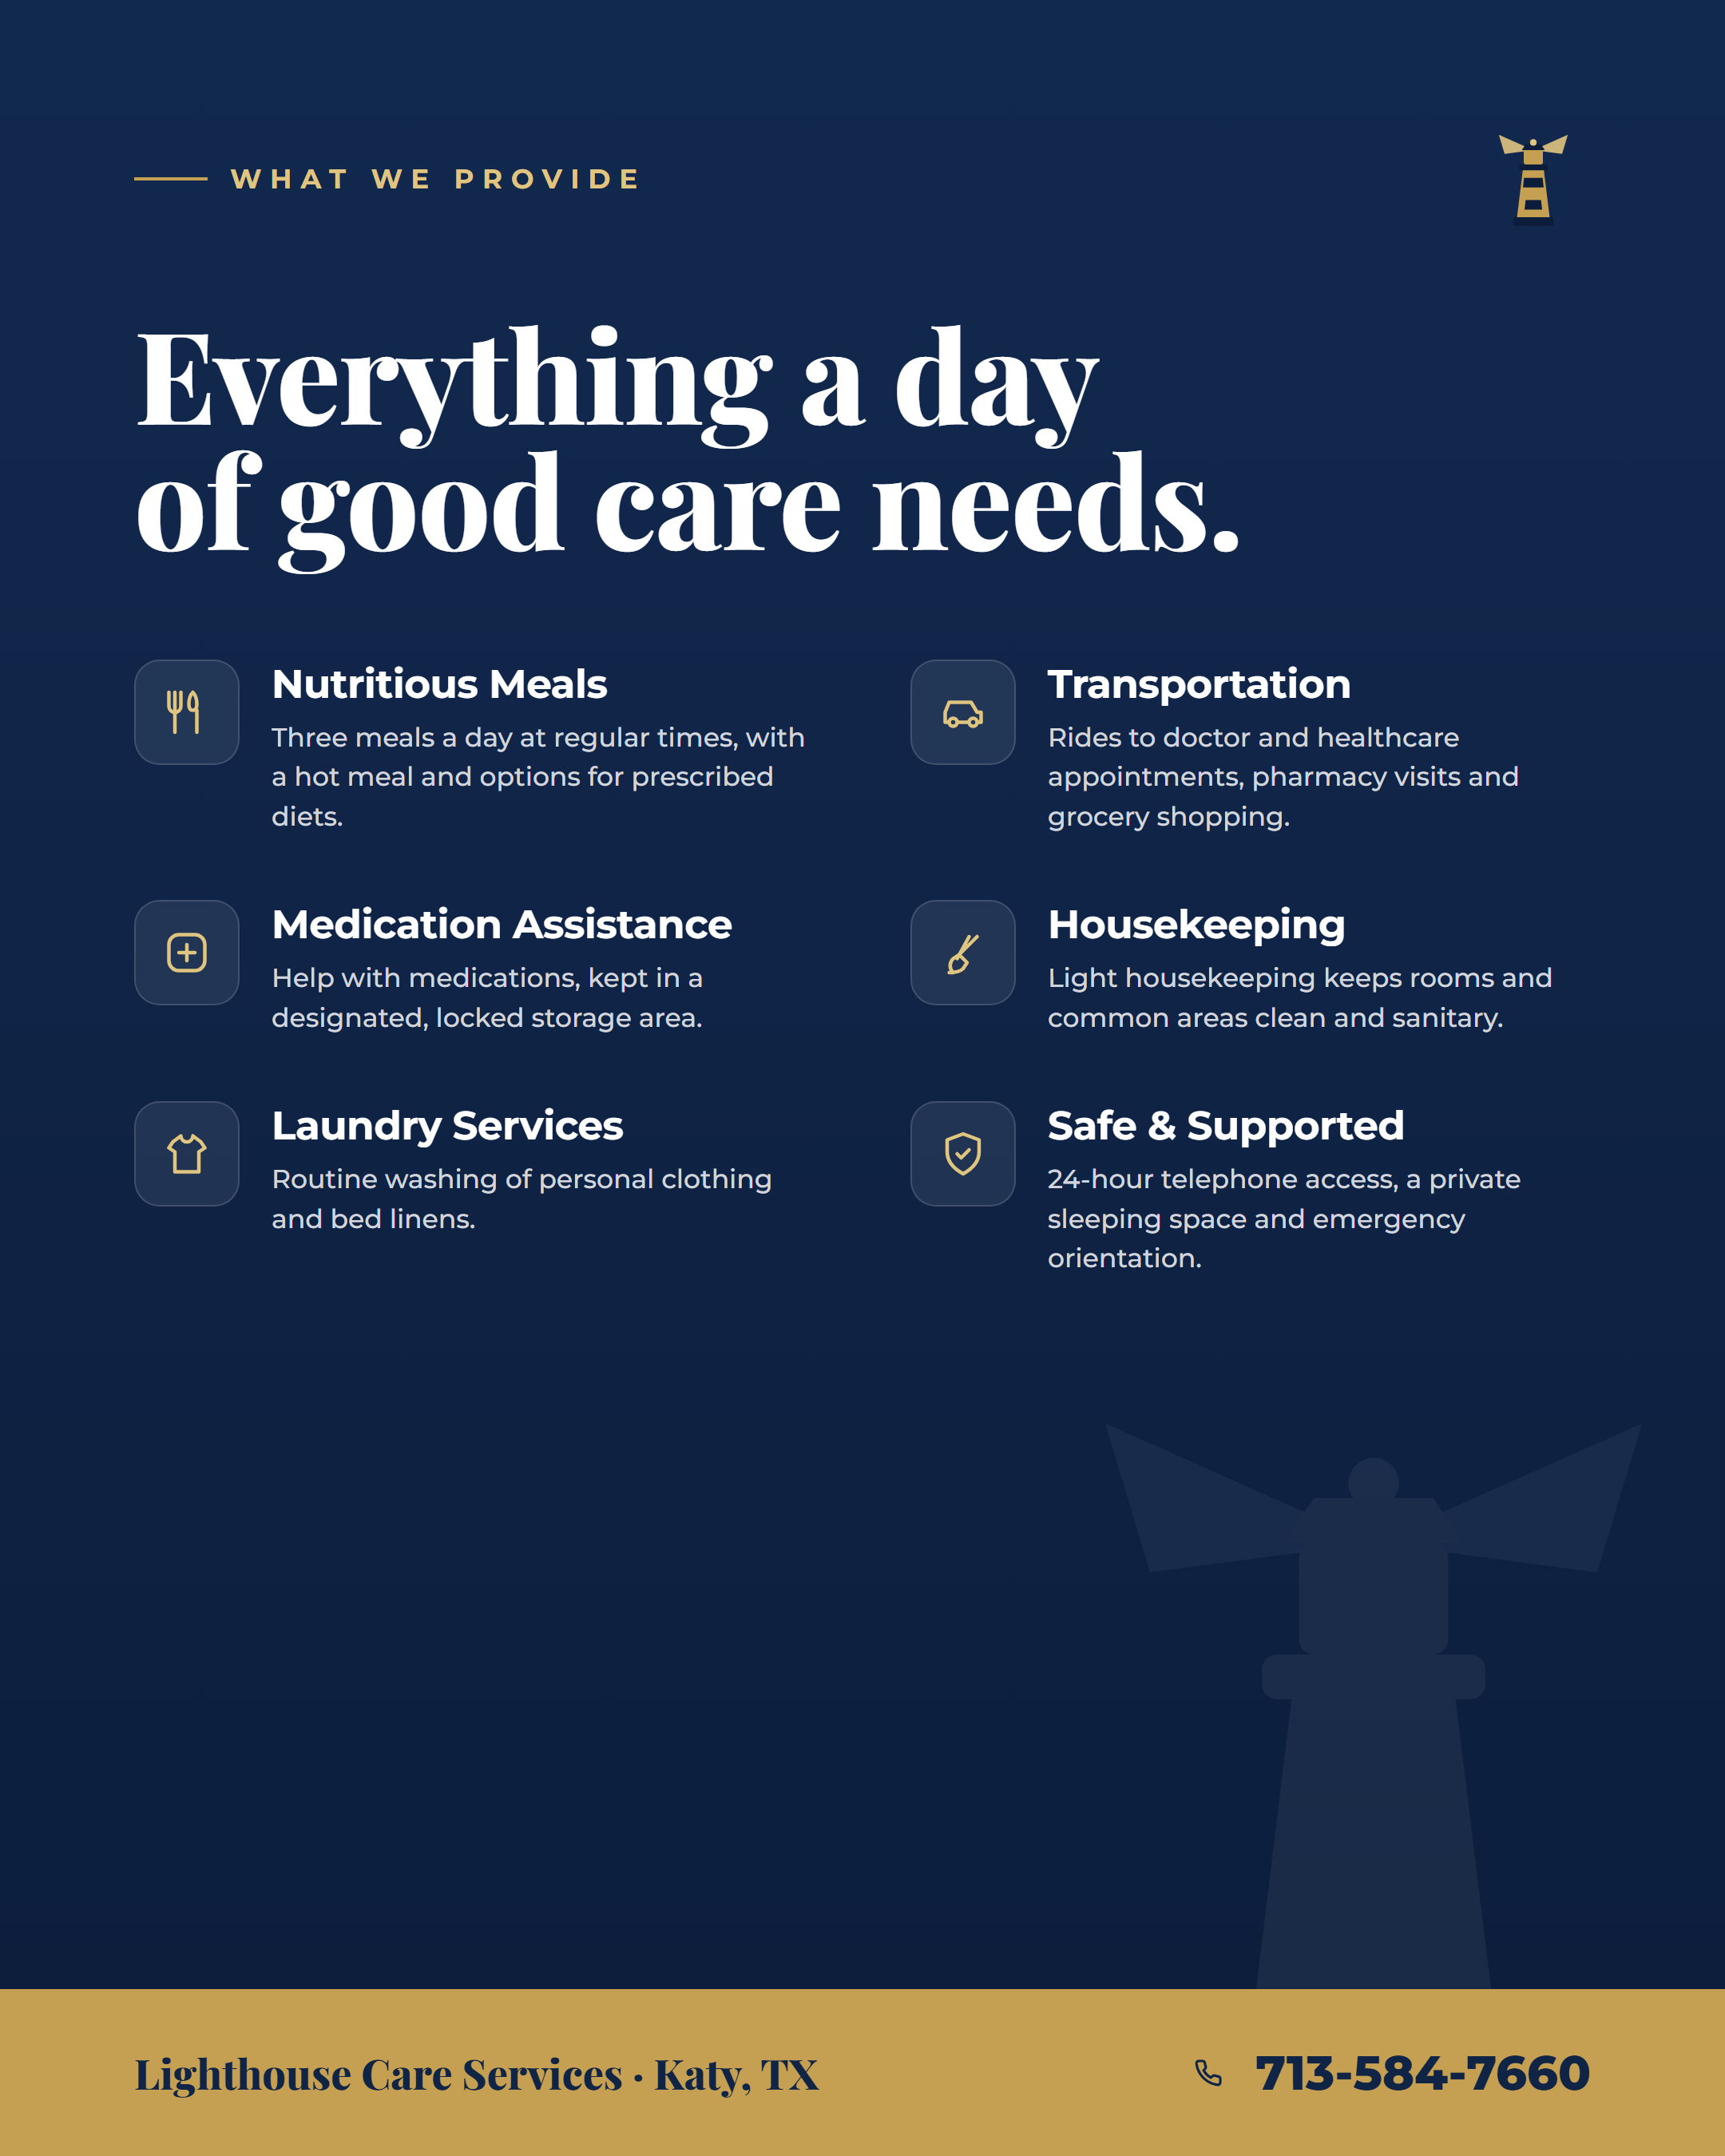 WHAT WE PROVIDE
Everything a day
of good care needs.
Nutritious Meals
Three meals a day at regular times, with
a hot meal and options for prescribed
diets.
Transportation
Rides to doctor and healthcare
appointments, pharmacy visits and
grocery shopping.
Medication Assistance
Help with medications, kept in a
designated, locked storage area.
Housekeeping
Light housekeeping keeps rooms and
common areas clean and sanitary.
Laundry Services
Routine washing of personal clothing
and bed linens.
Safe & Supported
24-hour telephone access, a private
sleeping space and emergency
orientation.
Lighthouse Care Services · Katy, TX
713-584-7660